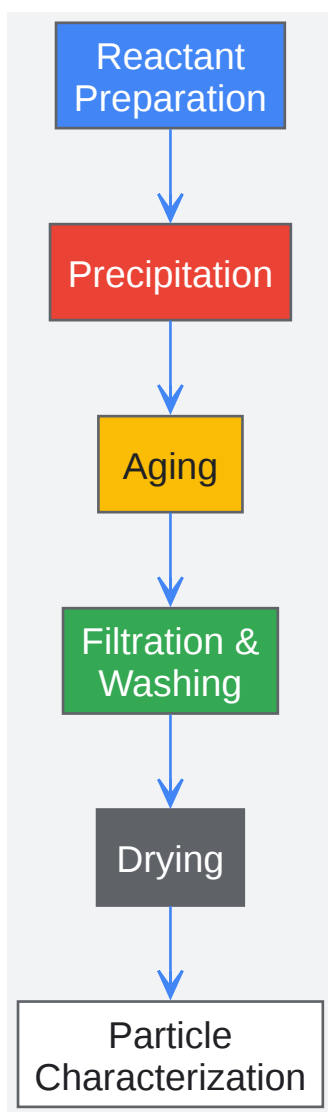 Reactant
Preparation
Precipitation
Aging
Filtration &
Washing
Drying
Particle
Characterization